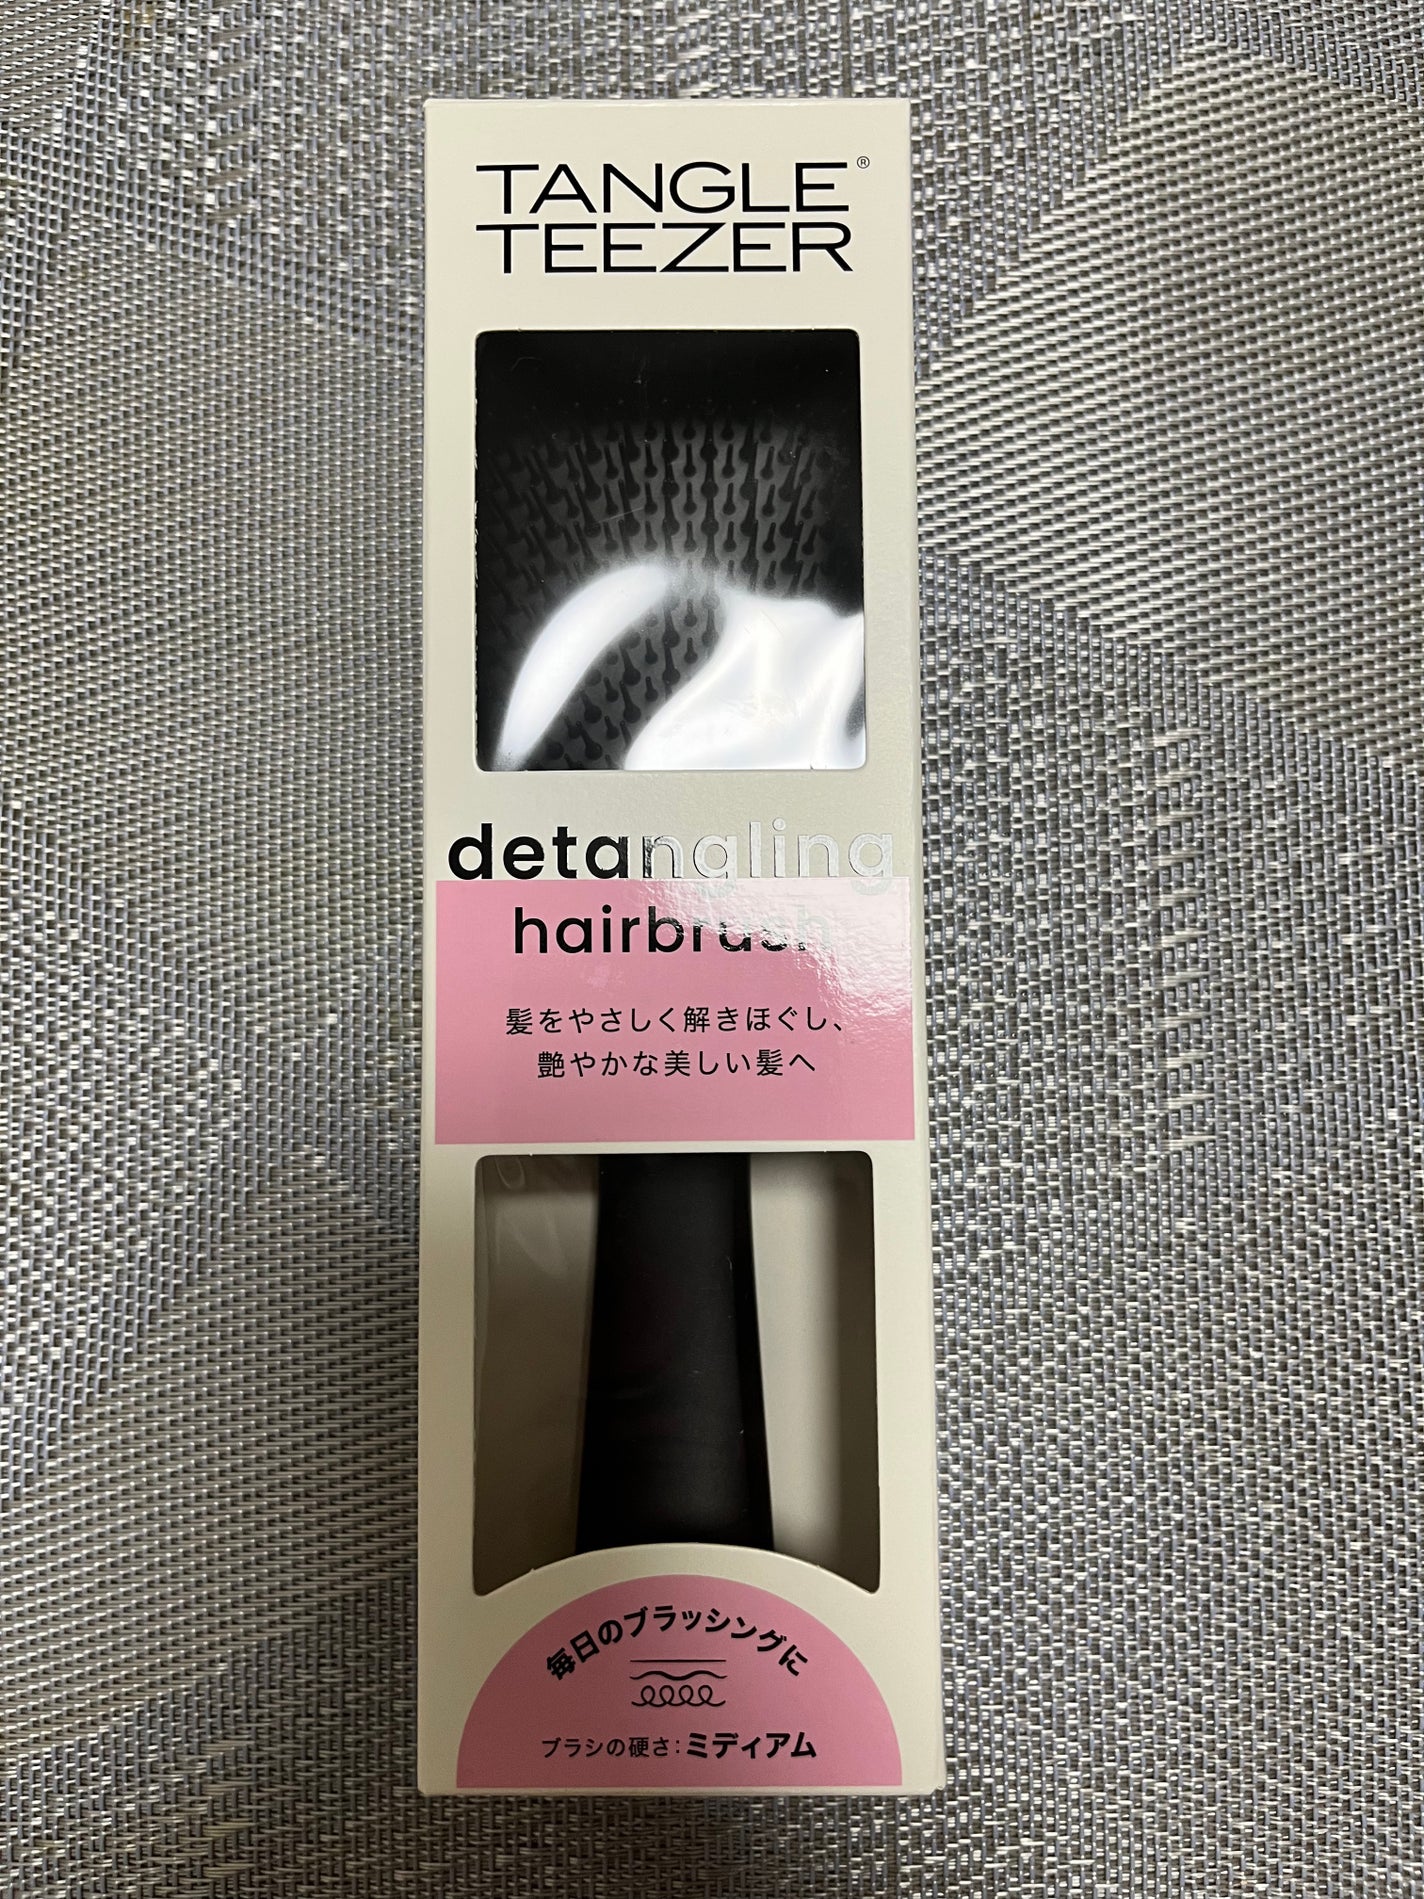 TANGLE®
TEEZER
detangling
hairbrush
髪をやさしく解きほぐし、
艶やかな美しい髪へ
毎日のブラッシングに
ブラシの硬さ:ミディアム